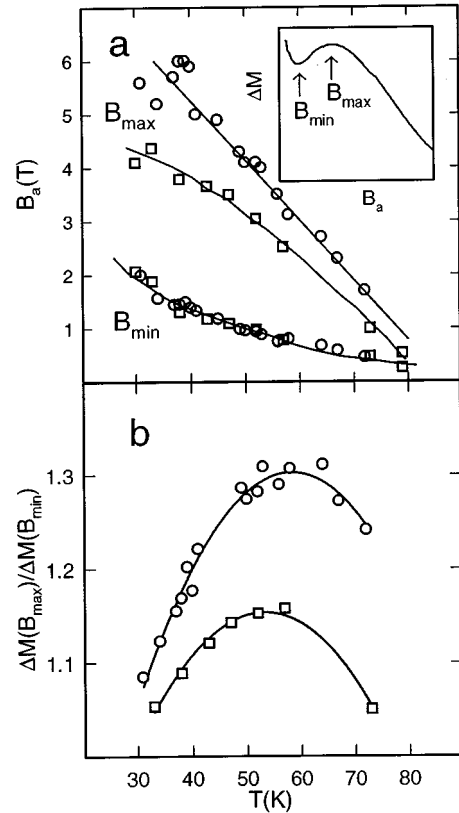 a
6
5
4
3
2
1
B_a(T)
B_max
B_min
ΔM
B_min
B_max
B_a
b
1.3
1.2
1.1
ΔM(B_max)/ΔM(B_min)
30 40 50 60 70 80
T(K)